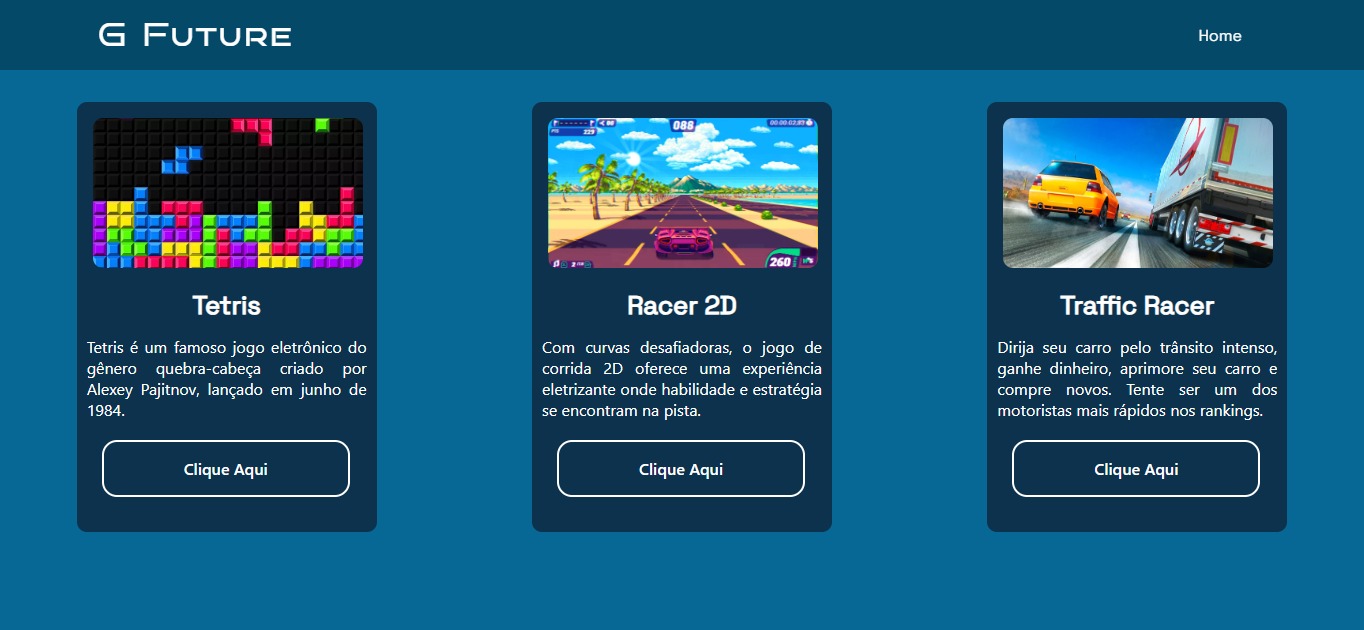 G Future
Home
088
229
260
Tetris
Tetris é um famoso jogo eletrônico do
gênero quebra-cabeça criado por
Alexey Pajitnov, lançado em junho de
1984.
Clique Aqui
Racer 2D
Com curvas desafiadoras, o jogo de
corrida 2D oferece uma experiência
eletrizante onde habilidade e estratégia
se encontram na pista.
Clique Aqui
Traffic Racer
Dirija seu carro pelo trânsito intenso,
ganhe dinheiro, aprimore seu carro e
compre novos. Tente ser um dos
motoristas mais rápidos nos rankings.
Clique Aqui